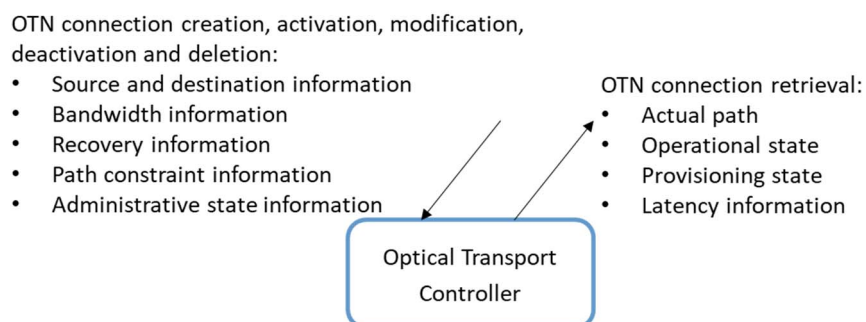 OTN connection creation, activation, modification,
deactivation and deletion:
• Source and destination information
• Bandwidth information
• Recovery information
• Path constraint information
• Administrative state information
OTN connection retrieval:
• Actual path
• Operational state
• Provisioning state
• Latency information
Optical Transport
Controller